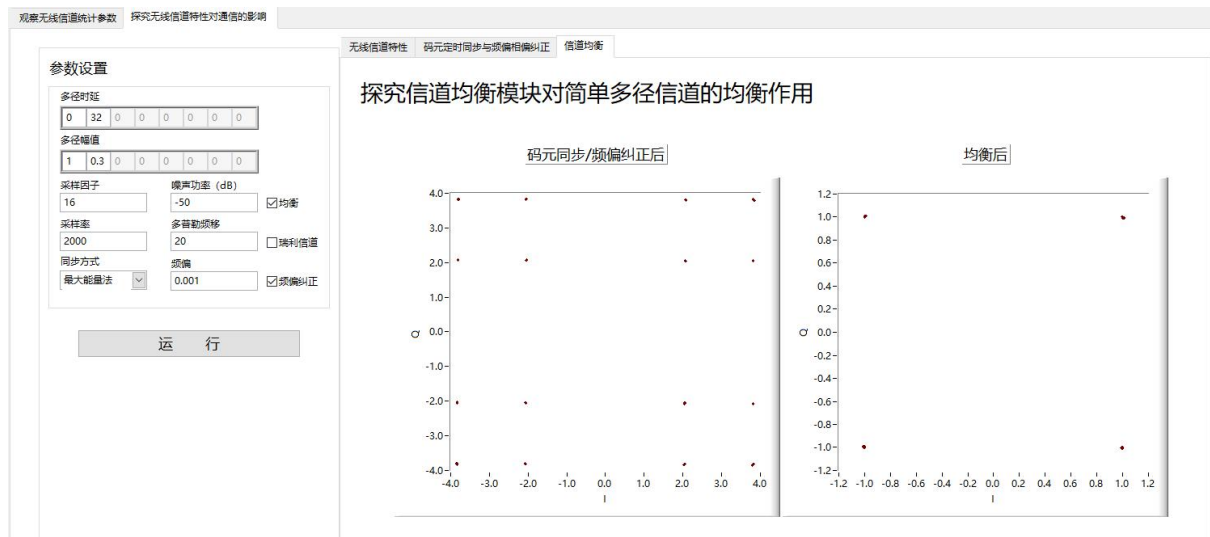 观察无线信道统计参数 探究无线信道特性对通信的影响
无线信道特性 码元定时同步与频偏相偏纠正 信道均衡
参数设置
多径时延
0 32 0 0 0 0 0 0
多径幅值
1 0.3 0 0 0 0 0 0
采样因子 噪声功率（dB）
16 -50 均衡
采样率 多普勒频移
2000 20 瑞利信道
同步方式 频偏
最大能量法 0.001 频偏纠正
运 行
探究信道均衡模块对简单多径信道的均衡作用
码元同步/频偏纠正后
4.0
3.0
2.0
1.0
0.0
-1.0
-2.0
-3.0
-4.0
Q
-4.0 -3.0 -2.0 -1.0 0.0 1.0 2.0 3.0 4.0
I
均衡后
1.2
1.0
0.8
0.6
0.4
0.2
0.0
-0.2
-0.4
-0.6
-0.8
-1.0
-1.2
Q
-1.2 -1.0 -0.8 -0.6 -0.4 -0.2 0.0 0.2 0.4 0.6 0.8 1.0 1.2
I